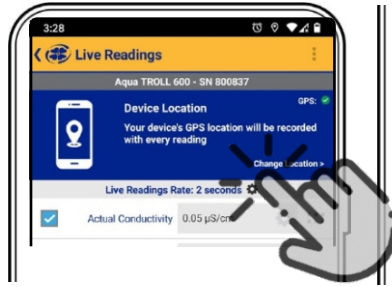 3:28
Live Readings
Aqua TROLL 600 - SN 800837
GPS:
Device Location
Your device's GPS location will be recorded
with every reading
Change Location >
Live Readings Rate: 2 seconds
Actual Conductivity 0.05 µS/cm